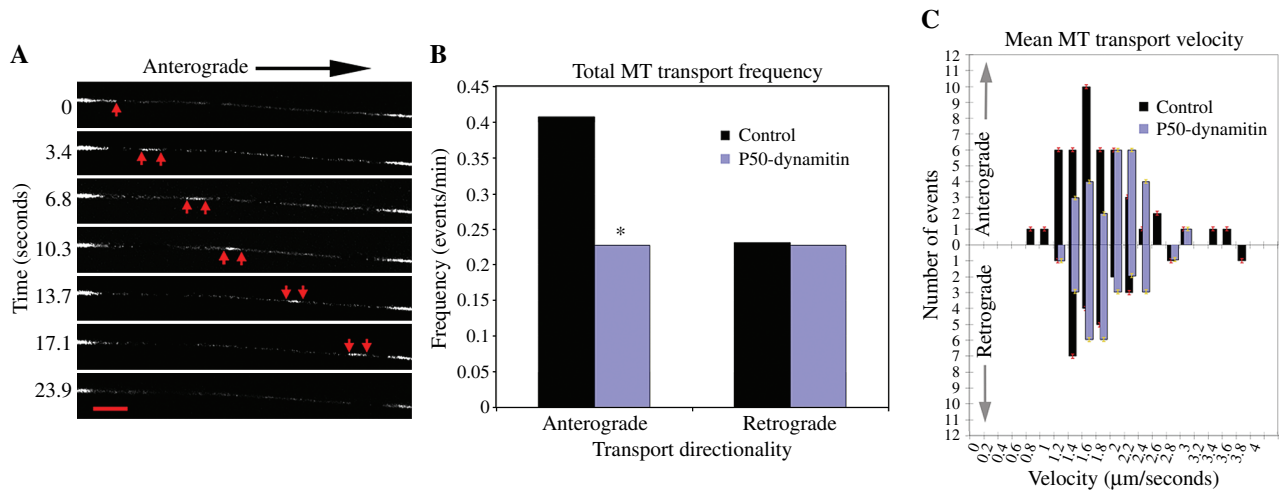 A
Anterograde
Time (seconds)
0
3.4
6.8
10.3
13.7
17.1
23.9
B
Total MT transport frequency
Frequency (events/min)
0.45
0.4
0.35
0.3
0.25
0.2
0.15
0.1
0.05
0
Control
P50-dynamitin
*
Anterograde
Retrograde
Transport directionality
C
Mean MT transport velocity
Number of events
Anterograde
Retrograde
12
11
10
9
8
7
6
5
4
3
2
1
0
1
2
3
4
5
6
7
8
9
10
11
12
Control
P50-dynamitin
0 0.2 0.4 0.6 0.8 1 1.2 1.4 1.6 1.8 2 2.2 2.4 2.6 2.8 3 3.2 3.4 3.6 3.8 4
Velocity (μm/seconds)